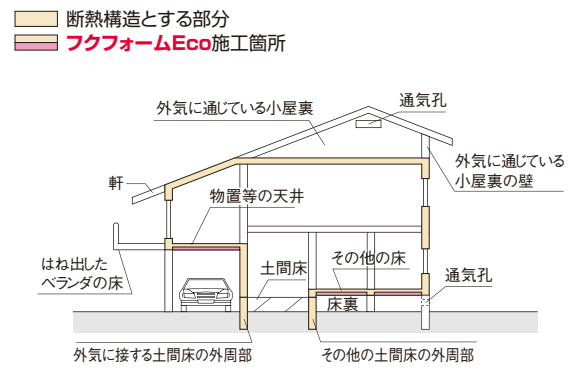 断熱構造とする部分
フクフォームEco施工箇所
外気に通じている小屋裏
通気孔
外気に通じている
小屋裏の壁
軒
物置等の天井
はね出した
ベランダの床
土間床
その他の床
通気孔
床裏
外気に接する土間床の外周部
その他の土間床の外周部